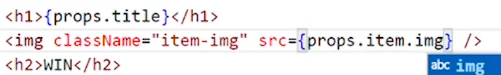 <h1>{props.title}</h1>
<img className="item-img" src={props.item.img} />
<h2>WIN</h2>
abc img